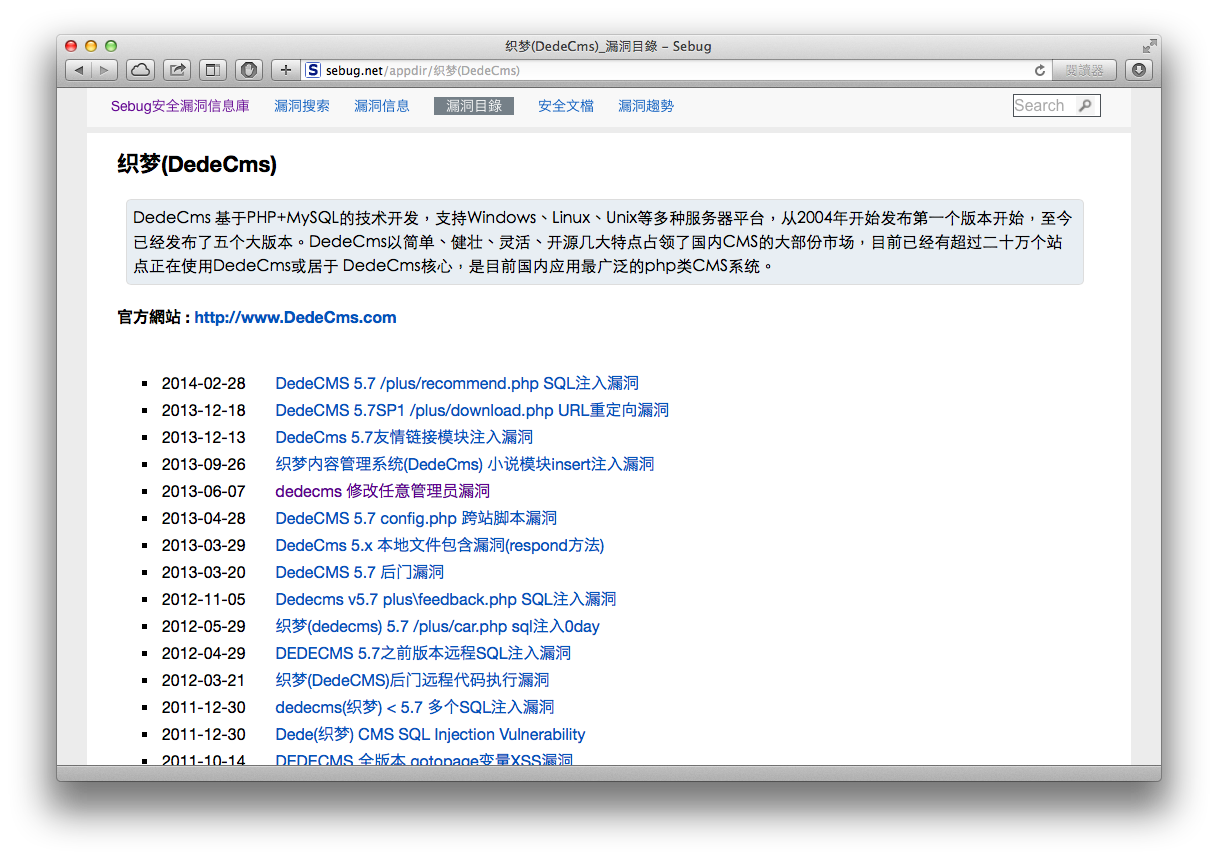 织梦(DedeCms)_漏洞目錄 – Sebug
sebug.net/appdir/织梦(DedeCms)
閱讀器
Sebug安全漏洞信息庫 漏洞搜索 漏洞信息 漏洞目錄 安全文檔 漏洞趨勢 Search
织梦(DedeCms)
DedeCms 基于PHP+MySQL的技术开发，支持Windows、Linux、Unix等多种服务器平台，从2004年开始发布第一个版本开始，至今
已经发布了五个大版本。DedeCms以简单、健壮、灵活、开源几大特点占领了国内CMS的大部份市场，目前已经有超过二十万个站
点正在使用DedeCms或居于 DedeCms核心，是目前国内应用最广泛的php类CMS系统。
官方網站 : http://www.DedeCms.com
2014-02-28 DedeCMS 5.7 /plus/recommend.php SQL注入漏洞
2013-12-18 DedeCMS 5.7SP1 /plus/download.php URL重定向漏洞
2013-12-13 DedeCms 5.7友情链接模块注入漏洞
2013-09-26 织梦内容管理系统(DedeCms) 小说模块insert注入漏洞
2013-06-07 dedecms 修改任意管理员漏洞
2013-04-28 DedeCMS 5.7 config.php 跨站脚本漏洞
2013-03-29 DedeCms 5.x 本地文件包含漏洞(respond方法)
2013-03-20 DedeCMS 5.7 后门漏洞
2012-11-05 Dedecms v5.7 plus\feedback.php SQL注入漏洞
2012-05-29 织梦(dedecms) 5.7 /plus/car.php sql注入0day
2012-04-29 DEDECMS 5.7之前版本远程SQL注入漏洞
2012-03-21 织梦(DedeCMS)后门远程代码执行漏洞
2011-12-30 dedecms(织梦) < 5.7 多个SQL注入漏洞
2011-12-30 Dede(织梦) CMS SQL Injection Vulnerability
2011-10-14 DEDECMS 全版本 gotopage变量XSS漏洞